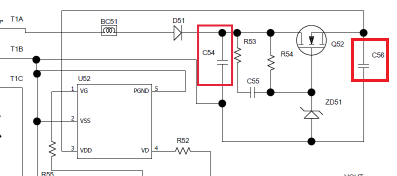 T1A
BC51
D51
C54
R53
R54
Q52
C56
T1B
T1C
U52
C55
ZD51
1 VG
PGND 5
2 VSS
3 VDD
VD 4
R52
R55